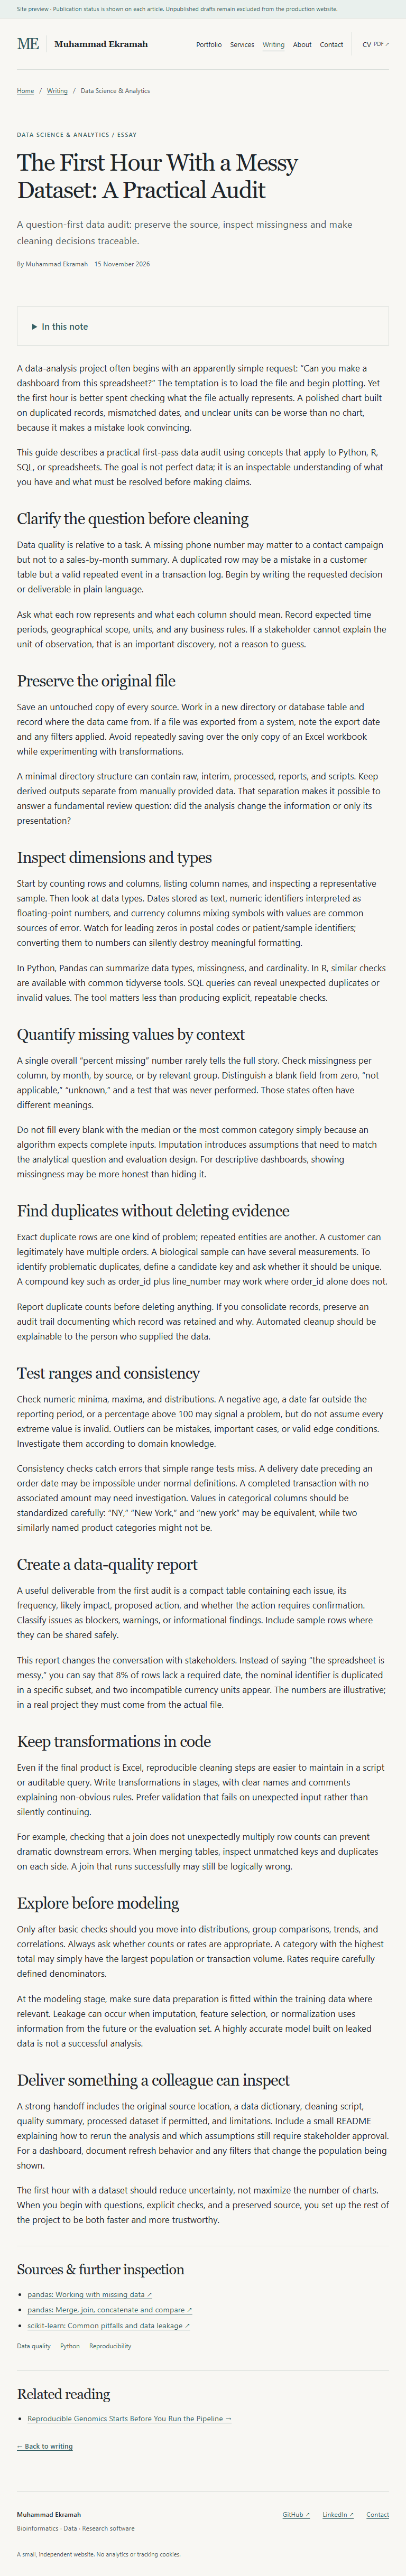 Site preview · Publication status is shown on each article. Unpublished drafts remain excluded from the production website.
ME Muhammad Ekramah Portfolio Services Writing About Contact CV PDF ↗
Home / Writing / Data Science & Analytics
DATA SCIENCE & ANALYTICS / ESSAY
The First Hour With a Messy
Dataset: A Practical Audit
A question-first data audit: preserve the source, inspect missingness and make
cleaning decisions traceable.
By Muhammad Ekramah 15 November 2026
▶ In this note
A data-analysis project often begins with an apparently simple request: “Can you make a
dashboard from this spreadsheet?” The temptation is to load the file and begin plotting. Yet
the first hour is better spent checking what the file actually represents. A polished chart built
on duplicated records, mismatched dates, and unclear units can be worse than no chart,
because it makes a mistake look convincing.
This guide describes a practical first-pass data audit using concepts that apply to Python, R,
SQL, or spreadsheets. The goal is not perfect data; it is an inspectable understanding of what
you have and what must be resolved before making claims.
Clarify the question before cleaning
Data quality is relative to a task. A missing phone number may matter to a contact campaign
but not to a sales-by-month summary. A duplicated row may be a mistake in a customer
table but a valid repeated event in a transaction log. Begin by writing the requested decision
or deliverable in plain language.
Ask what each row represents and what each column should mean. Record expected time
periods, geographical scope, units, and any business rules. If a stakeholder cannot explain the
unit of observation, that is an important discovery, not a reason to guess.
Preserve the original file
Save an untouched copy of every source. Work in a new directory or database table and
record where the data came from. If a file was exported from a system, note the export date
and any filters applied. Avoid repeatedly saving over the only copy of an Excel workbook
while experimenting with transformations.
A minimal directory structure can contain raw, interim, processed, reports, and scripts. Keep
derived outputs separate from manually provided data. That separation makes it possible to
answer a fundamental review question: did the analysis change the information or only its
presentation?
Inspect dimensions and types
Start by counting rows and columns, listing column names, and inspecting a representative
sample. Then look at data types. Dates stored as text, numeric identifiers interpreted as
floating-point numbers, and currency columns mixing symbols with values are common
sources of error. Watch for leading zeros in postal codes or patient/sample identifiers;
converting them to numbers can silently destroy meaningful formatting.
In Python, Pandas can summarize data types, missingness, and cardinality. In R, similar checks
are available with common tidyverse tools. SQL queries can reveal unexpected duplicates or
invalid values. The tool matters less than producing explicit, repeatable checks.
Quantify missing values by context
A single overall “percent missing” number rarely tells the full story. Check missingness per
column, by month, by source, or by relevant group. Distinguish a blank field from zero, “not
applicable,” “unknown,” and a test that was never performed. Those states often have
different meanings.
Do not fill every blank with the median or the most common category simply because an
algorithm expects complete inputs. Imputation introduces assumptions that need to match
the analytical question and evaluation design. For descriptive dashboards, showing
missingness may be more honest than hiding it.
Find duplicates without deleting evidence
Exact duplicate rows are one kind of problem; repeated entities are another. A customer can
legitimately have multiple orders. A biological sample can have several measurements. To
identify problematic duplicates, define a candidate key and ask whether it should be unique.
A compound key such as order_id plus line_number may work where order_id alone does not.
Report duplicate counts before deleting anything. If you consolidate records, preserve an
audit trail documenting which record was retained and why. Automated cleanup should be
explainable to the person who supplied the data.
Test ranges and consistency
Check numeric minima, maxima, and distributions. A negative age, a date far outside the
reporting period, or a percentage above 100 may signal a problem, but do not assume every
extreme value is invalid. Outliers can be mistakes, important cases, or valid edge conditions.
Investigate them according to domain knowledge.
Consistency checks catch errors that simple range tests miss. A delivery date preceding an
order date may be impossible under normal definitions. A completed transaction with no
associated amount may need investigation. Values in categorical columns should be
standardized carefully: “NY,” “New York,” and “new york” may be equivalent, while two
similarly named product categories might not be.
Create a data-quality report
A useful deliverable from the first audit is a compact table containing each issue, its
frequency, likely impact, proposed action, and whether the action requires confirmation.
Classify issues as blockers, warnings, or informational findings. Include sample rows where
they can be shared safely.
This report changes the conversation with stakeholders. Instead of saying “the spreadsheet is
messy,” you can say that 8% of rows lack a required date, the nominal identifier is duplicated
in a specific subset, and two incompatible currency units appear. The numbers are illustrative;
in a real project they must come from the actual file.
Keep transformations in code
Even if the final product is Excel, reproducible cleaning steps are easier to maintain in a script
or auditable query. Write transformations in stages, with clear names and comments
explaining non-obvious rules. Prefer validation that fails on unexpected input rather than
silently continuing.
For example, checking that a join does not unexpectedly multiply row counts can prevent
dramatic downstream errors. When merging tables, inspect unmatched keys and duplicates
on each side. A join that runs successfully may still be logically wrong.
Explore before modeling
Only after basic checks should you move into distributions, group comparisons, trends, and
correlations. Always ask whether counts or rates are appropriate. A category with the highest
total may simply have the largest population or transaction volume. Rates require carefully
defined denominators.
At the modeling stage, make sure data preparation is fitted within the training data where
relevant. Leakage can occur when imputation, feature selection, or normalization uses
information from the future or the evaluation set. A highly accurate model built on leaked
data is not a successful analysis.
Deliver something a colleague can inspect
A strong handoff includes the original source location, a data dictionary, cleaning script,
quality summary, processed dataset if permitted, and limitations. Include a small README
explaining how to rerun the analysis and which assumptions still require stakeholder approval.
For a dashboard, document refresh behavior and any filters that change the population being
shown.
The first hour with a dataset should reduce uncertainty, not maximize the number of charts.
When you begin with questions, explicit checks, and a preserved source, you set up the rest of
the project to be both faster and more trustworthy.
Sources & further inspection
• pandas: Working with missing data ↗
• pandas: Merge, join, concatenate and compare ↗
• scikit-learn: Common pitfalls and data leakage ↗
Data quality Python Reproducibility
Related reading
• Reproducible Genomics Starts Before You Run the Pipeline →
← Back to writing
Muhammad Ekramah GitHub ↗ LinkedIn ↗ Contact
Bioinformatics · Data · Research software
A small, independent website. No analytics or tracking cookies.